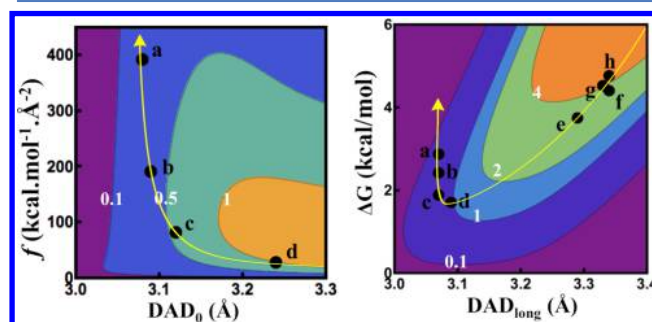 f (kcal.mol⁻¹.Å⁻²)
400
300
200
100
0
3.0 3.1 3.2 3.3
DAD₀ (Å)
a
b
c
d
0.1 0.5 1
ΔG (kcal/mol)
6
4
2
0
3.0 3.1 3.2 3.3 3.4
DAD_long (Å)
a
b
c
d
e
f
g
h
0.1
1
2
4